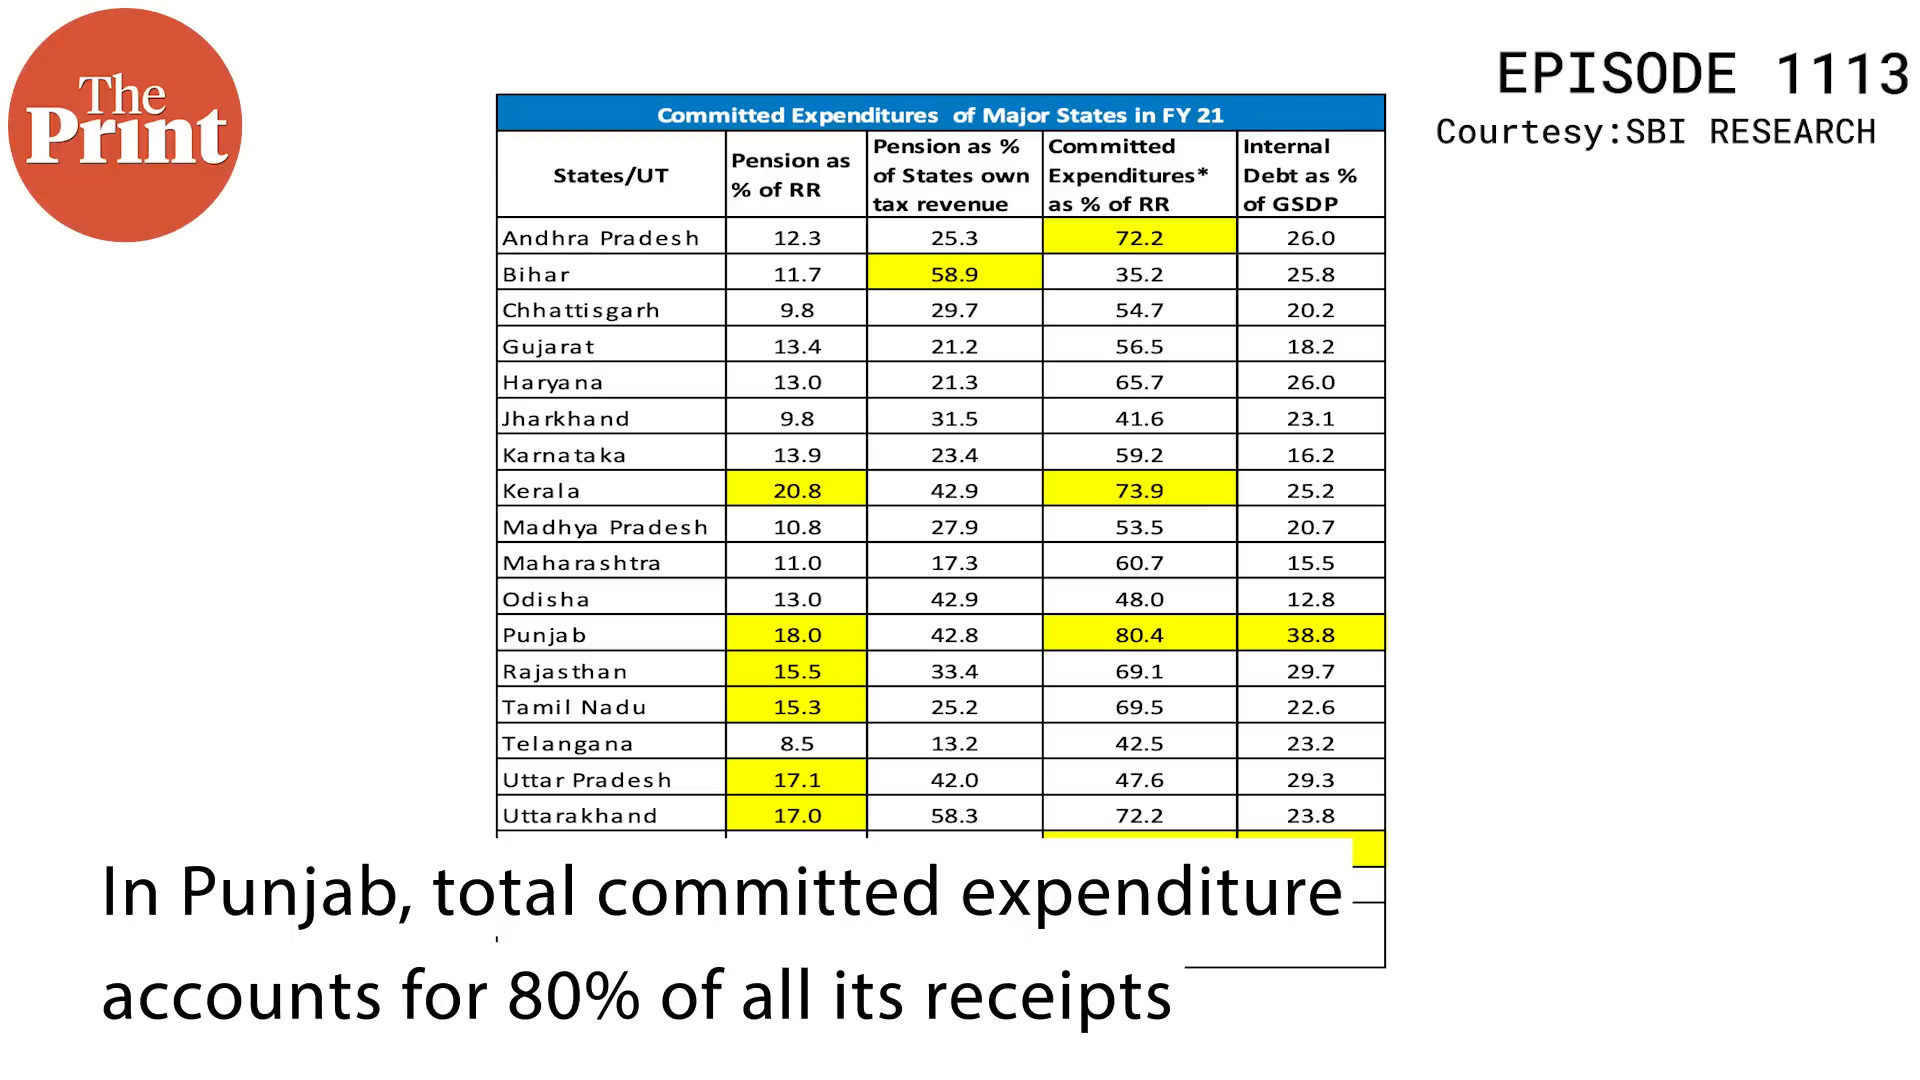 The
Print
EPISODE 1113
Courtesy:SBI RESEARCH
Committed Expenditures of Major States in FY 21
States/UT Pension as % of RR Pension as % of States own tax revenue Committed Expenditures* as % of RR Internal Debt as % of GSDP
Andhra Pradesh 12.3 25.3 72.2 26.0
Bihar 11.7 58.9 35.2 25.8
Chhattisgarh 9.8 29.7 54.7 20.2
Gujarat 13.4 21.2 56.5 18.2
Haryana 13.0 21.3 65.7 26.0
Jharkhand 9.8 31.5 41.6 23.1
Karnataka 13.9 23.4 59.2 16.2
Kerala 20.8 42.9 73.9 25.2
Madhya Pradesh 10.8 27.9 53.5 20.7
Maharashtra 11.0 17.3 60.7 15.5
Odisha 13.0 42.9 48.0 12.8
Punjab 18.0 42.8 80.4 38.8
Rajasthan 15.5 33.4 69.1 29.7
Tamil Nadu 15.3 25.2 69.5 22.6
Telangana 8.5 13.2 42.5 23.2
Uttar Pradesh 17.1 42.0 47.6 29.3
Uttarakhand 17.0 58.3 72.2 23.8
In Punjab, total committed expenditure
accounts for 80% of all its receipts